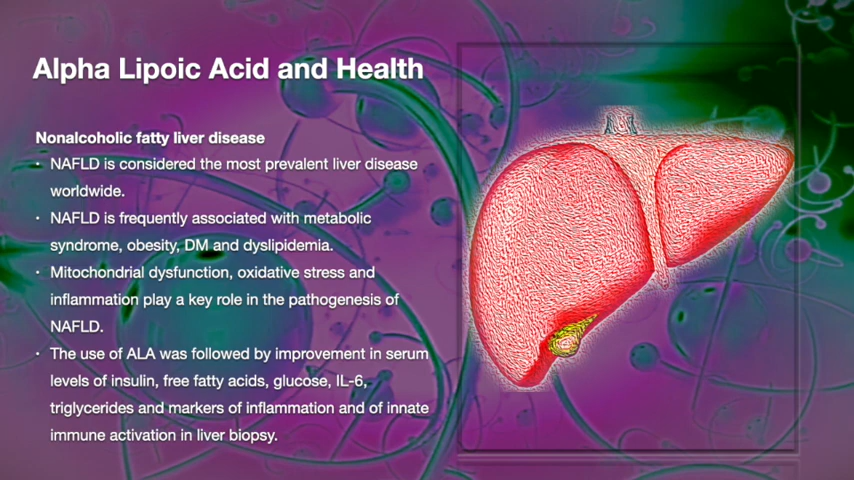 Alpha Lipoic Acid and Health
Nonalcoholic fatty liver disease
· NAFLD is considered the most prevalent liver disease
worldwide.
· NAFLD is frequently associated with metabolic
syndrome, obesity, DM and dyslipidemia.
· Mitochondrial dysfunction, oxidative stress and
inflammation play a key role in the pathogenesis of
NAFLD.
· The use of ALA was followed by improvement in serum
levels of insulin, free fatty acids, glucose, IL-6,
triglycerides and markers of inflammation and of innate
immune activation in liver biopsy.